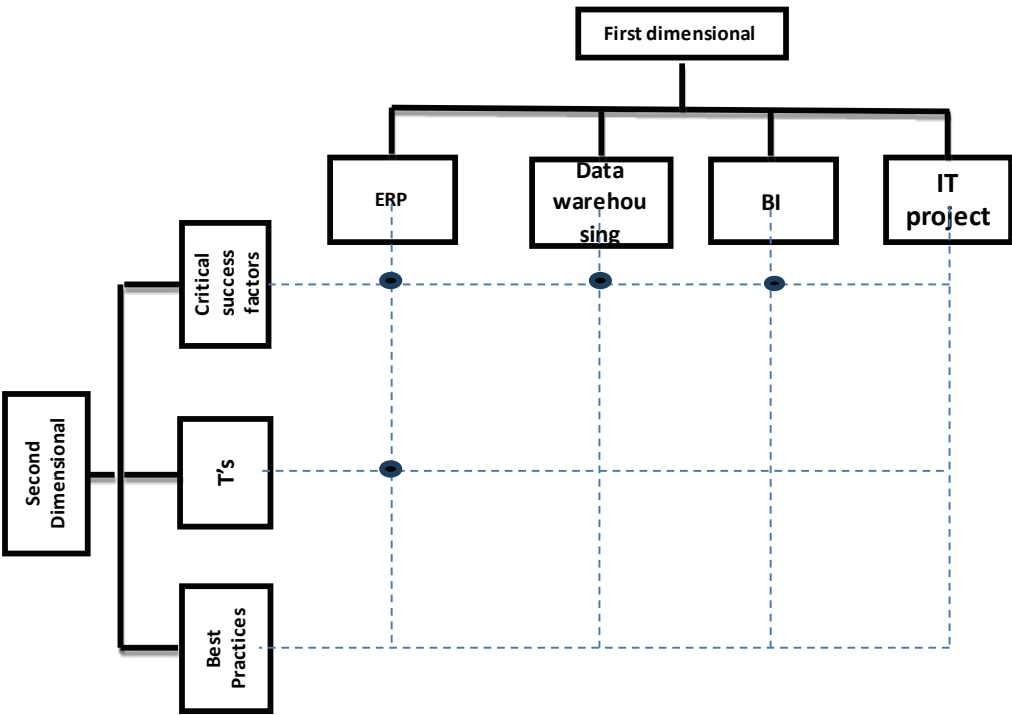 First dimensional
ERP
Data
warehou
sing
BI
IT
project
Critical
success
factors
Second
Dimensional
T's
Best
Practices